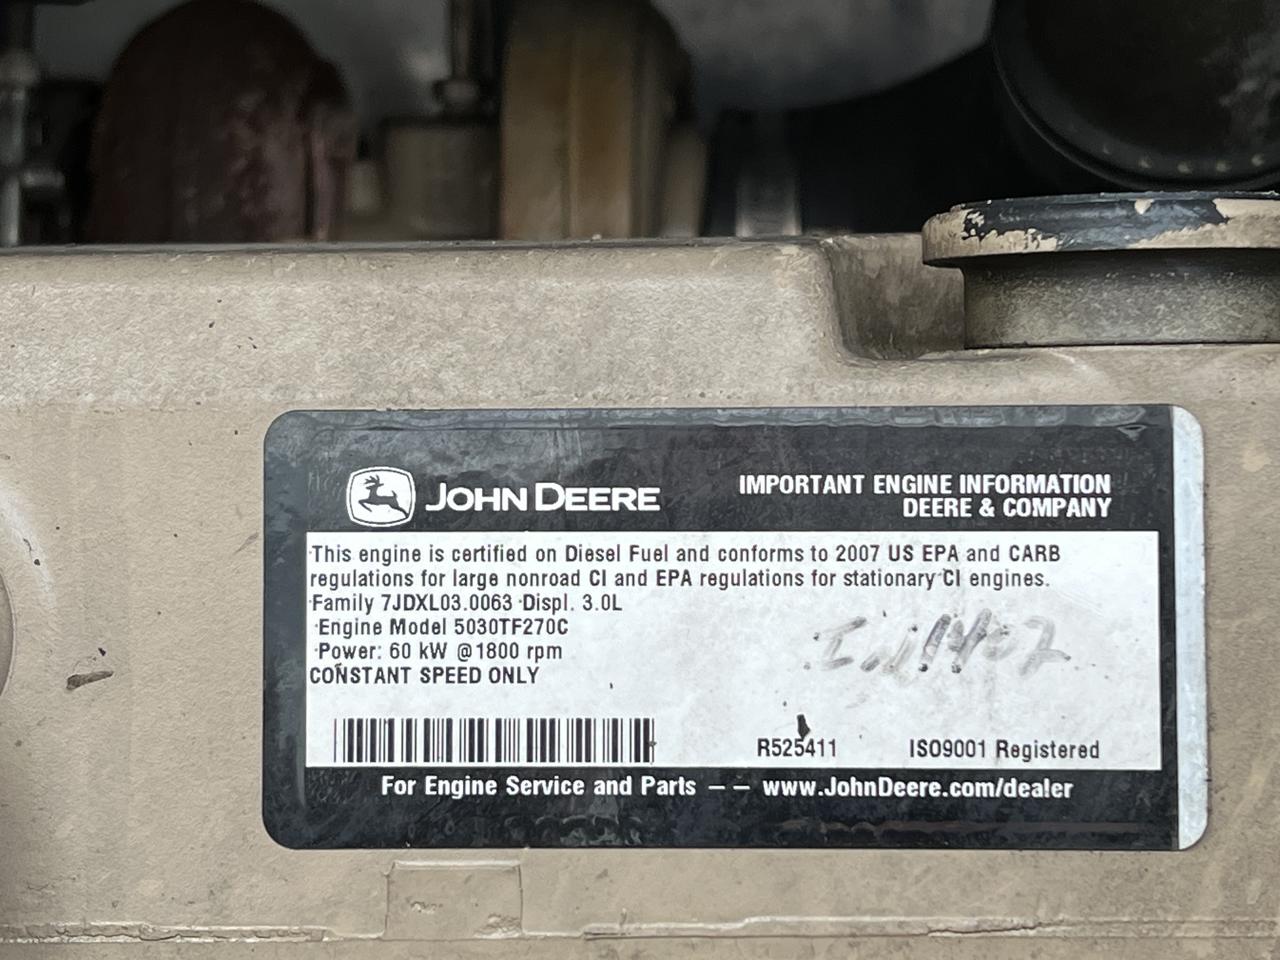 JOHN DEERE
IMPORTANT ENGINE INFORMATION
DEERE & COMPANY
This engine is certified on Diesel Fuel and conforms to 2007 US EPA and CARB
regulations for large nonroad CI and EPA regulations for stationary CI engines.
Family 7JDXL03.0063 Displ. 3.0L
Engine Model 5030TF270C
Power: 60 kW @1800 rpm
CONSTANT SPEED ONLY
R525411 ISO9001 Registered
For Engine Service and Parts – – www.JohnDeere.com/dealer